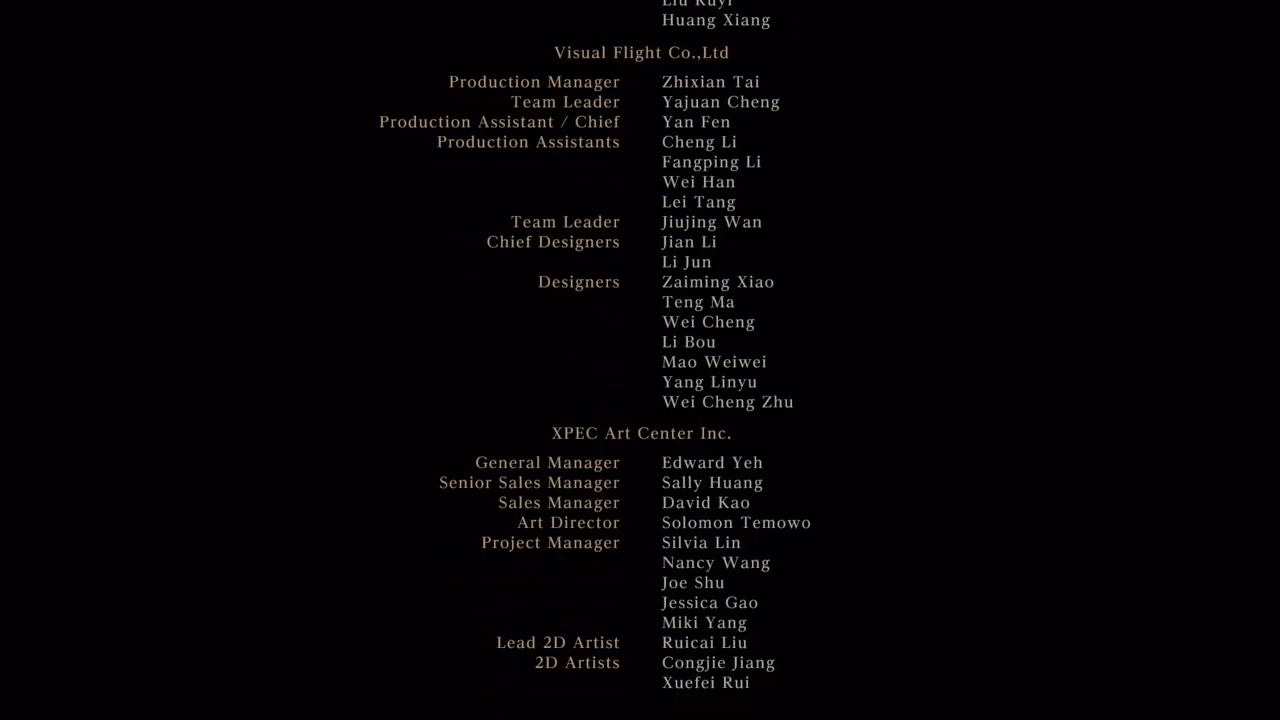 Liu Ruyi
Huang Xiang
Visual Flight Co.,Ltd
Production Manager Zhixian Tai
Team Leader Yajuan Cheng
Production Assistant / Chief Yan Fen
Production Assistants Cheng Li
Fangping Li
Wei Han
Lei Tang
Team Leader Jiujing Wan
Chief Designers Jian Li
Li Jun
Designers Zaiming Xiao
Teng Ma
Wei Cheng
Li Bou
Mao Weiwei
Yang Linyu
Wei Cheng Zhu
XPEC Art Center Inc.
General Manager Edward Yeh
Senior Sales Manager Sally Huang
Sales Manager David Kao
Art Director Solomon Temowo
Project Manager Silvia Lin
Nancy Wang
Joe Shu
Jessica Gao
Miki Yang
Lead 2D Artist Ruicai Liu
2D Artists Congjie Jiang
Xuefei Rui